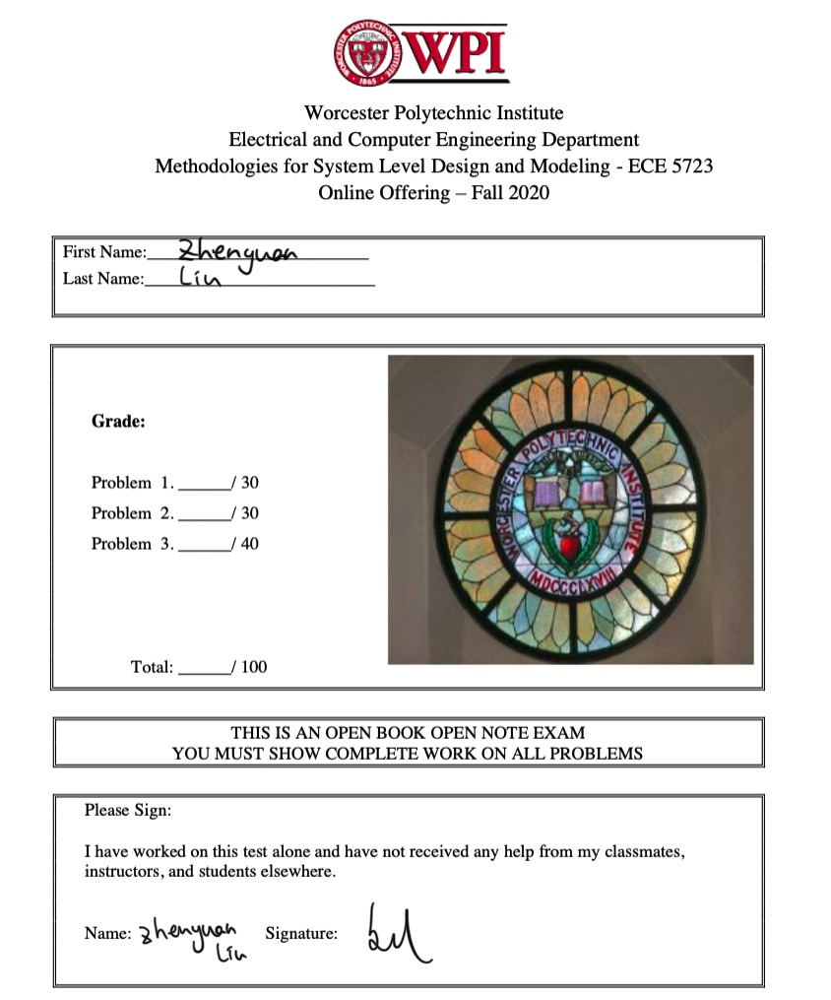 WORCESTER POLYTECHNIC INSTITUTE
1865
WPI
Worcester Polytechnic Institute
Electrical and Computer Engineering Department
Methodologies for System Level Design and Modeling - ECE 5723
Online Offering – Fall 2020
First Name: Zhenyuan
Last Name: Liu
Grade:
Problem 1. ______/ 30
Problem 2. ______/ 30
Problem 3. ______/ 40
Total: ______/ 100
WORCESTER POLYTECHNIC INSTITUTE
MDCCCLXVIII
THIS IS AN OPEN BOOK OPEN NOTE EXAM
YOU MUST SHOW COMPLETE WORK ON ALL PROBLEMS
Please Sign:
I have worked on this test alone and have not received any help from my classmates,
instructors, and students elsewhere.
Name: zhenyuan Signature:
Liu